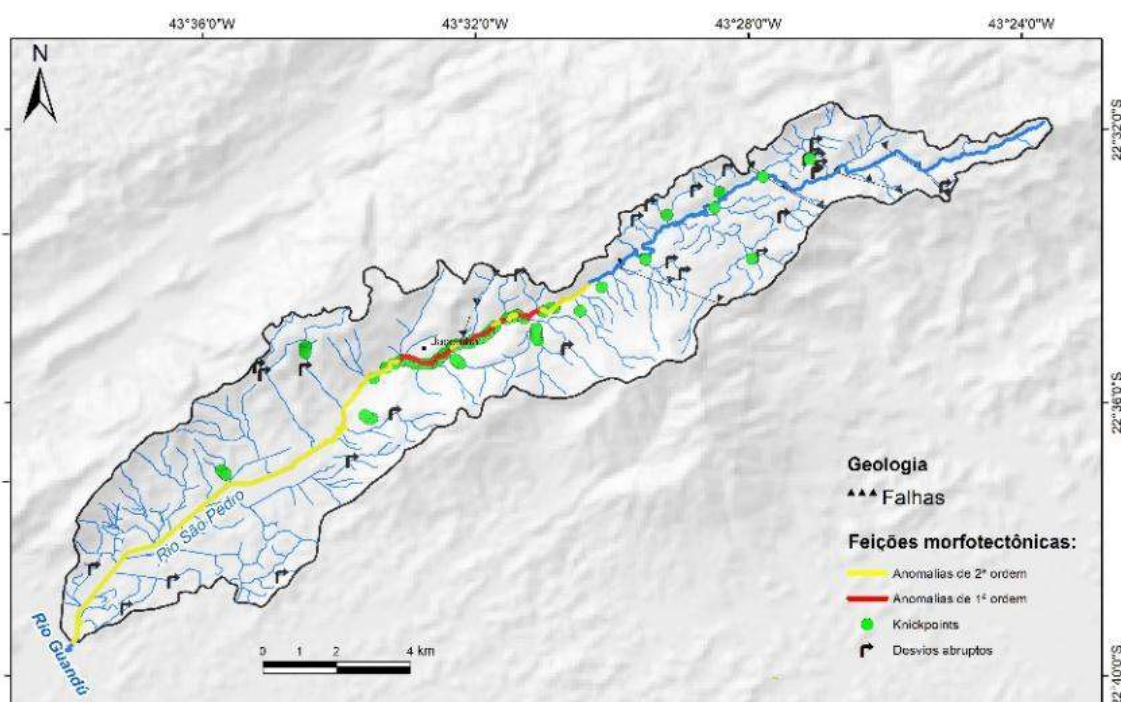 43°36'0"W
43°32'0"W
43°28'0"W
43°24'0"W
N
22°32'0"S
22°36'0"S
22°40'0"S
Rio São Pedro
Rio Guandú
0 1 2 4 km
Geologia
Falhas
Feições morfotectônicas:
Anomalias de 2ª ordem
Anomalias de 1ª ordem
Knickpoints
Desvios abruptos